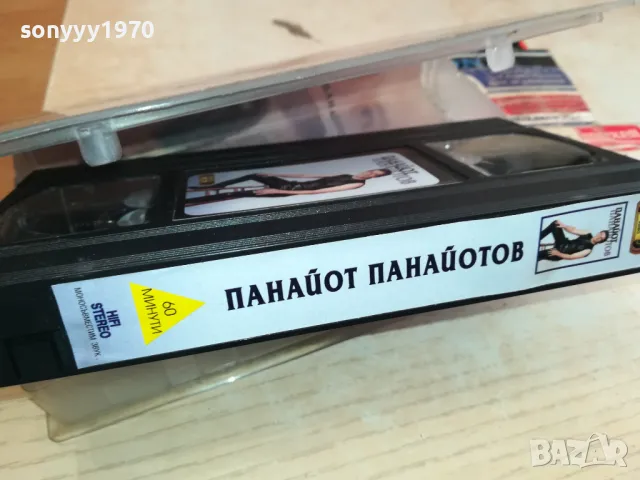 sonyyy1970
ПАНАЙОТ ПАНАЙОТОВ
60
МИНУТИ
HIFI
STEREO
BAZAR